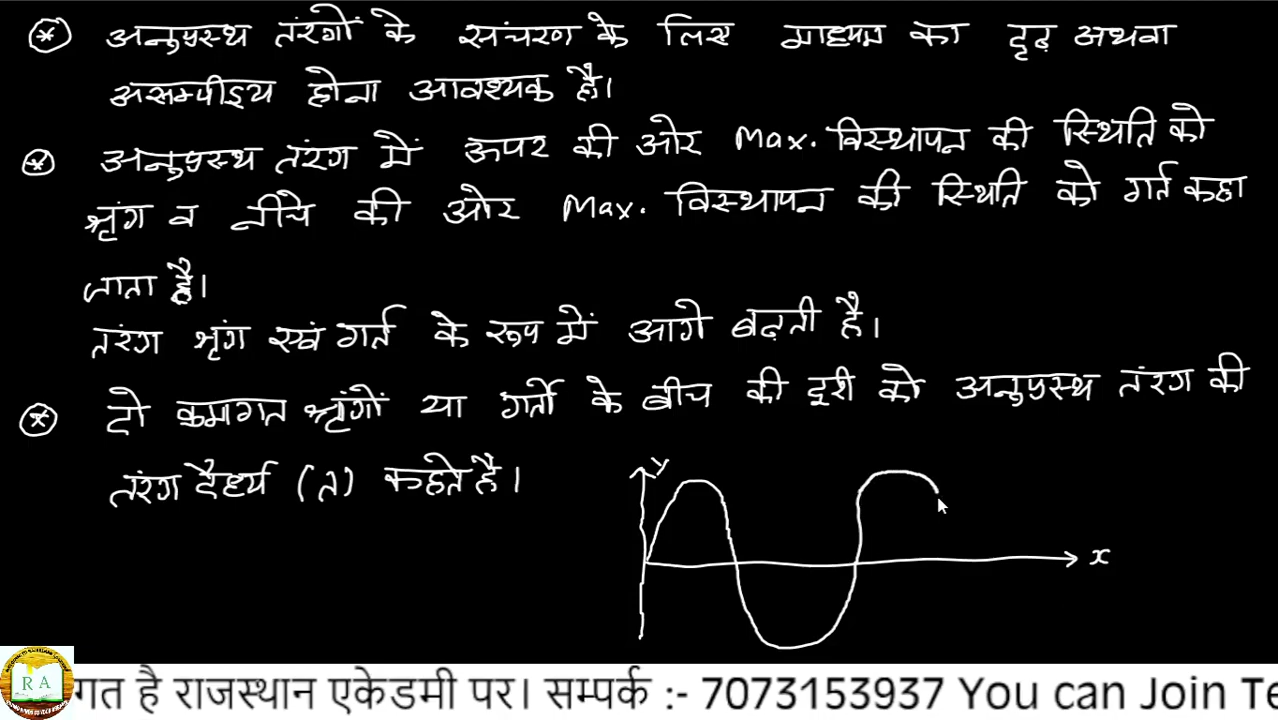 * अनुप्रस्थ तरंगों के संचरण के लिए माध्यम का दृढ़ अथवा
असम्पीड्य होना आवश्यक है।
* अनुप्रस्थ तरंग में ऊपर की ओर Max. विस्थापन की स्थिति को
श्रृंग व नीचे की ओर Max. विस्थापन की स्थिति को गर्त कहा
जाता है।
तरंग श्रृंग एवं गर्त के रूप में आगे बढ़ती है।
* दो क्रमागत श्रृंगों या गर्तों के बीच की दूरी को अनुप्रस्थ तरंग की
तरंग दैर्ध्य (त) कहते है।
y
x
RA
गत है राजस्थान एकेडमी पर। सम्पर्क :- 7073153937 You can Join Te